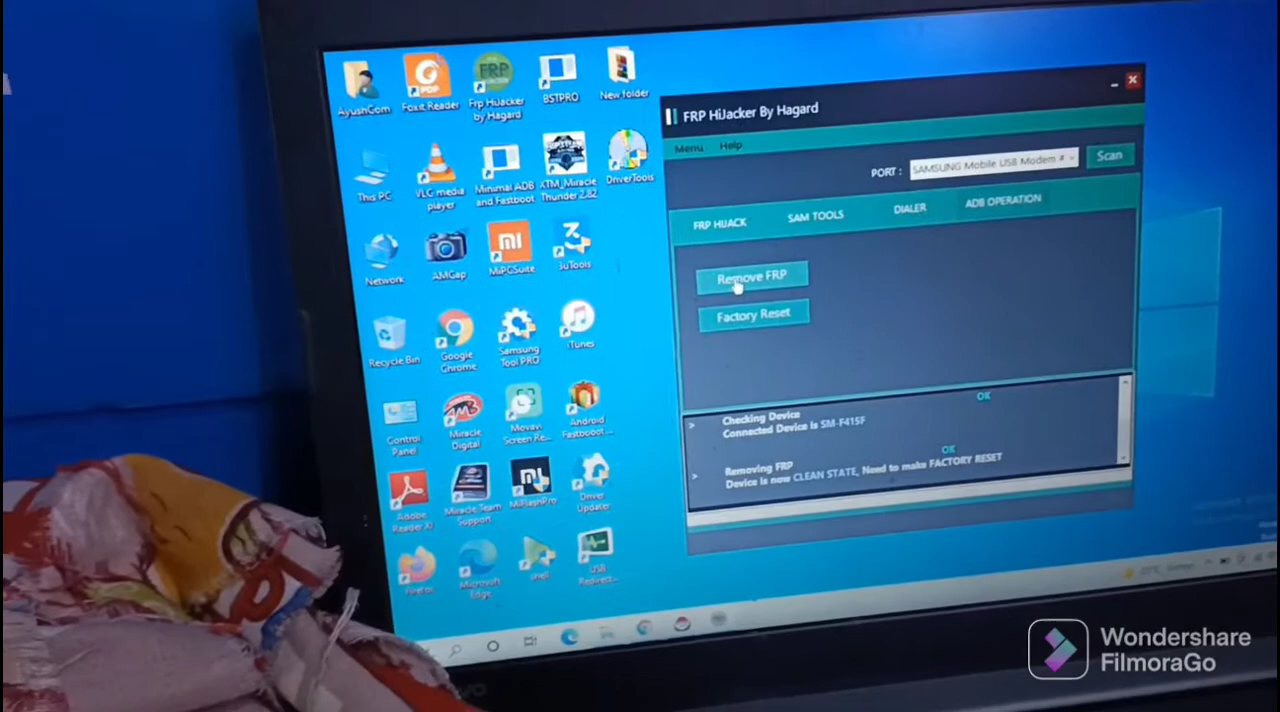 AyushCom
Foxit Reader
Frp HiJacker
by Hagard
BSTPRO
New folder
This PC
VLC media
player
Minimal ADB
and Fastboot
XTM_Miracle
Thunder 2.82
DriverTools
Network
AMCap
MiPCSuite
3uTools
Recycle Bin
Google
Chrome
Samsung
Tool PRO
iTunes
Control
Panel
Miracle
Digital
Movavi
Screen Re...
Android
Fastboot ...
Adobe
Reader XI
Miracle Team
Support
MiFlashPro
Driver
Updater
Firefox
Microsoft
Edge
shell
USB
Redirect...
FRP HiJacker By Hagard
Menu Help
PORT : SAMSUNG Mobile USB Modem # Scan
FRP HIJACK SAM TOOLS DIALER ADB OPERATION
Remove FRP
Factory Reset
OK
> Checking Device
Connected Device is SM-F415F
OK
> Removing FRP
Device is now CLEAN STATE, Need to make FACTORY RESET
Wondershare
FilmoraGo